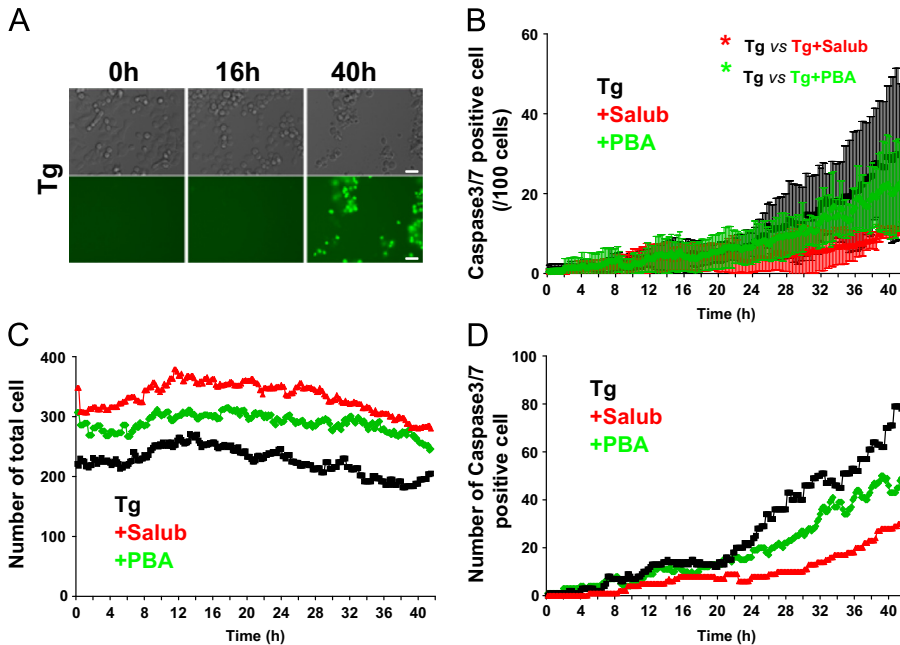 A
0h 16h 40h
Tg
B
Caspase3/7 positive cell
(/100 cells)
60
40
20
10
0
* Tg vs Tg+Salub
* Tg vs Tg+PBA
Tg
+Salub
+PBA
0 4 8 12 16 20 24 28 32 36 40
Time (h)
C
Number of total cell
400
300
200
100
0
Tg
+Salub
+PBA
0 4 8 12 16 20 24 28 32 36 40
Time (h)
D
Number of Caspase3/7
positive cell
100
80
60
40
20
0
Tg
+Salub
+PBA
0 4 8 12 16 20 24 28 32 36 40
Time (h)